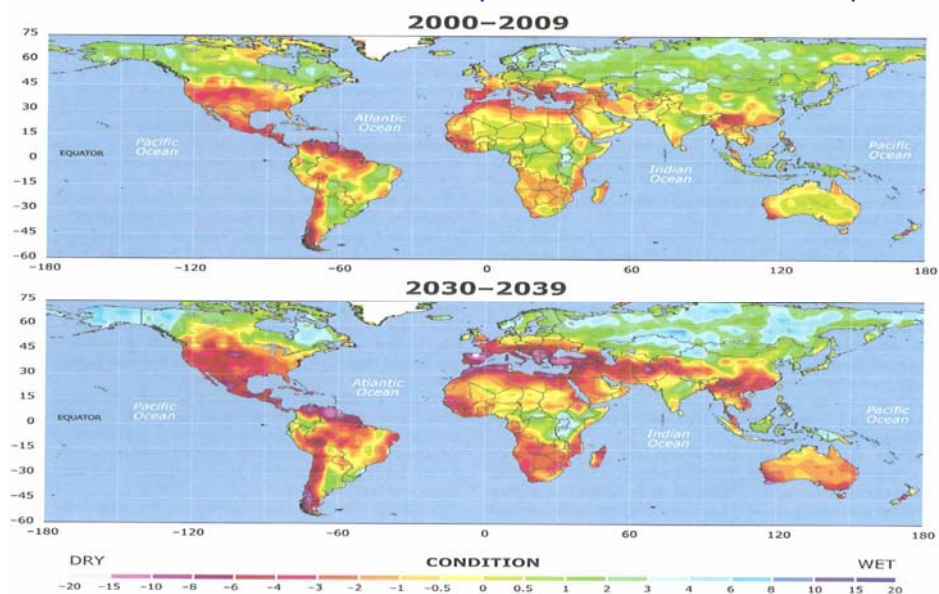 2000–2009
75
60
45
30
15
0
−15
−30
−45
−60
EQUATOR
Pacific
Ocean
Atlantic
Ocean
Indian
Ocean
Pacific
Ocean
−180 −120 −60 0 60 120 180
2030–2039
75
60
45
30
15
0
−15
−30
−45
−60
EQUATOR
Pacific
Ocean
Atlantic
Ocean
Indian
Ocean
Pacific
Ocean
−180 −120 −60 0 60 120 180
DRY CONDITION WET
−20 −15 −10 −8 −6 −4 −3 −2 −1 −0.5 0 0.5 1 2 3 4 6 8 10 15 20